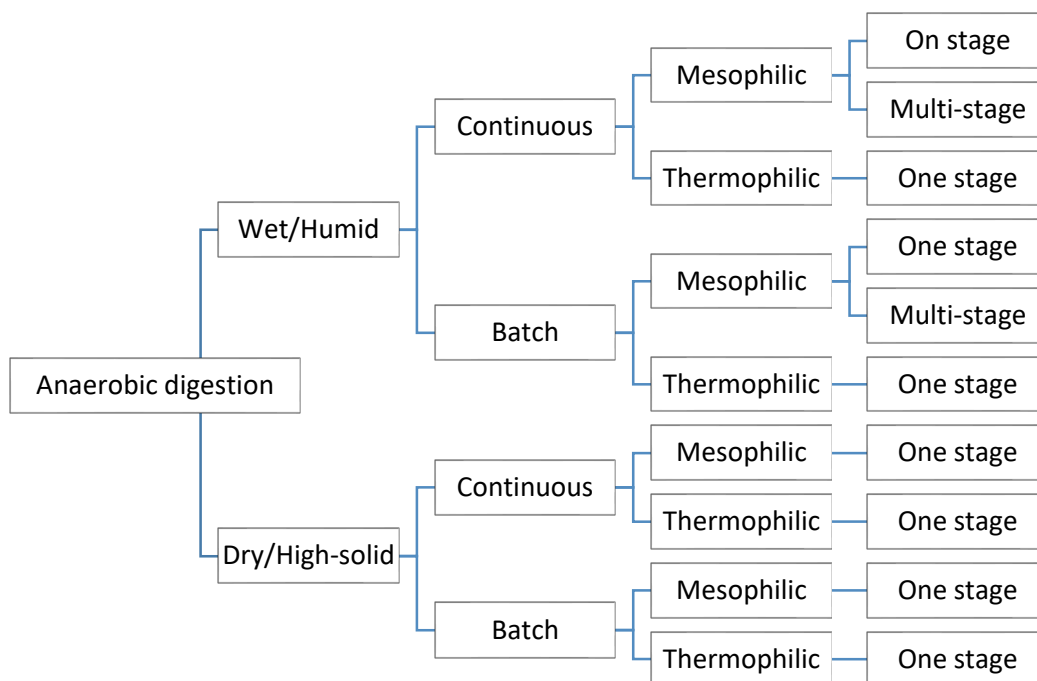 Anaerobic digestion
Wet/Humid
Continuous
Mesophilic
On stage
Multi-stage
Thermophilic
One stage
Batch
Mesophilic
One stage
Multi-stage
Thermophilic
One stage
Dry/High-solid
Continuous
Mesophilic
One stage
Thermophilic
One stage
Batch
Mesophilic
One stage
Thermophilic
One stage